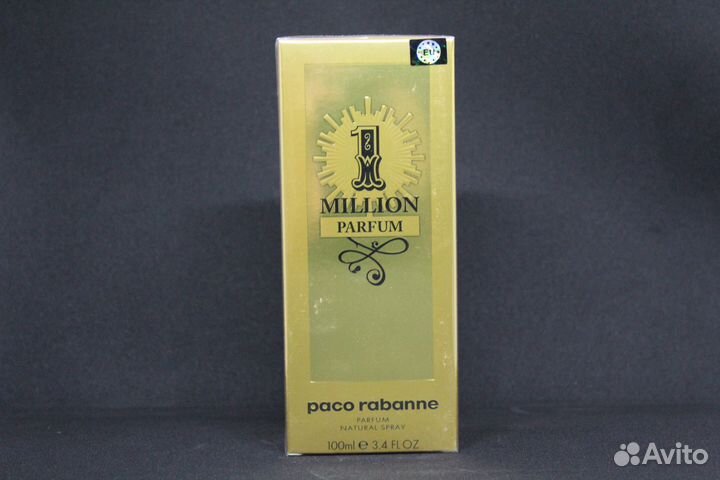 EU
1
MILLION
PARFUM
paco rabanne
PARFUM
NATURAL SPRAY
100ml ℮ 3.4 FL OZ
Avito